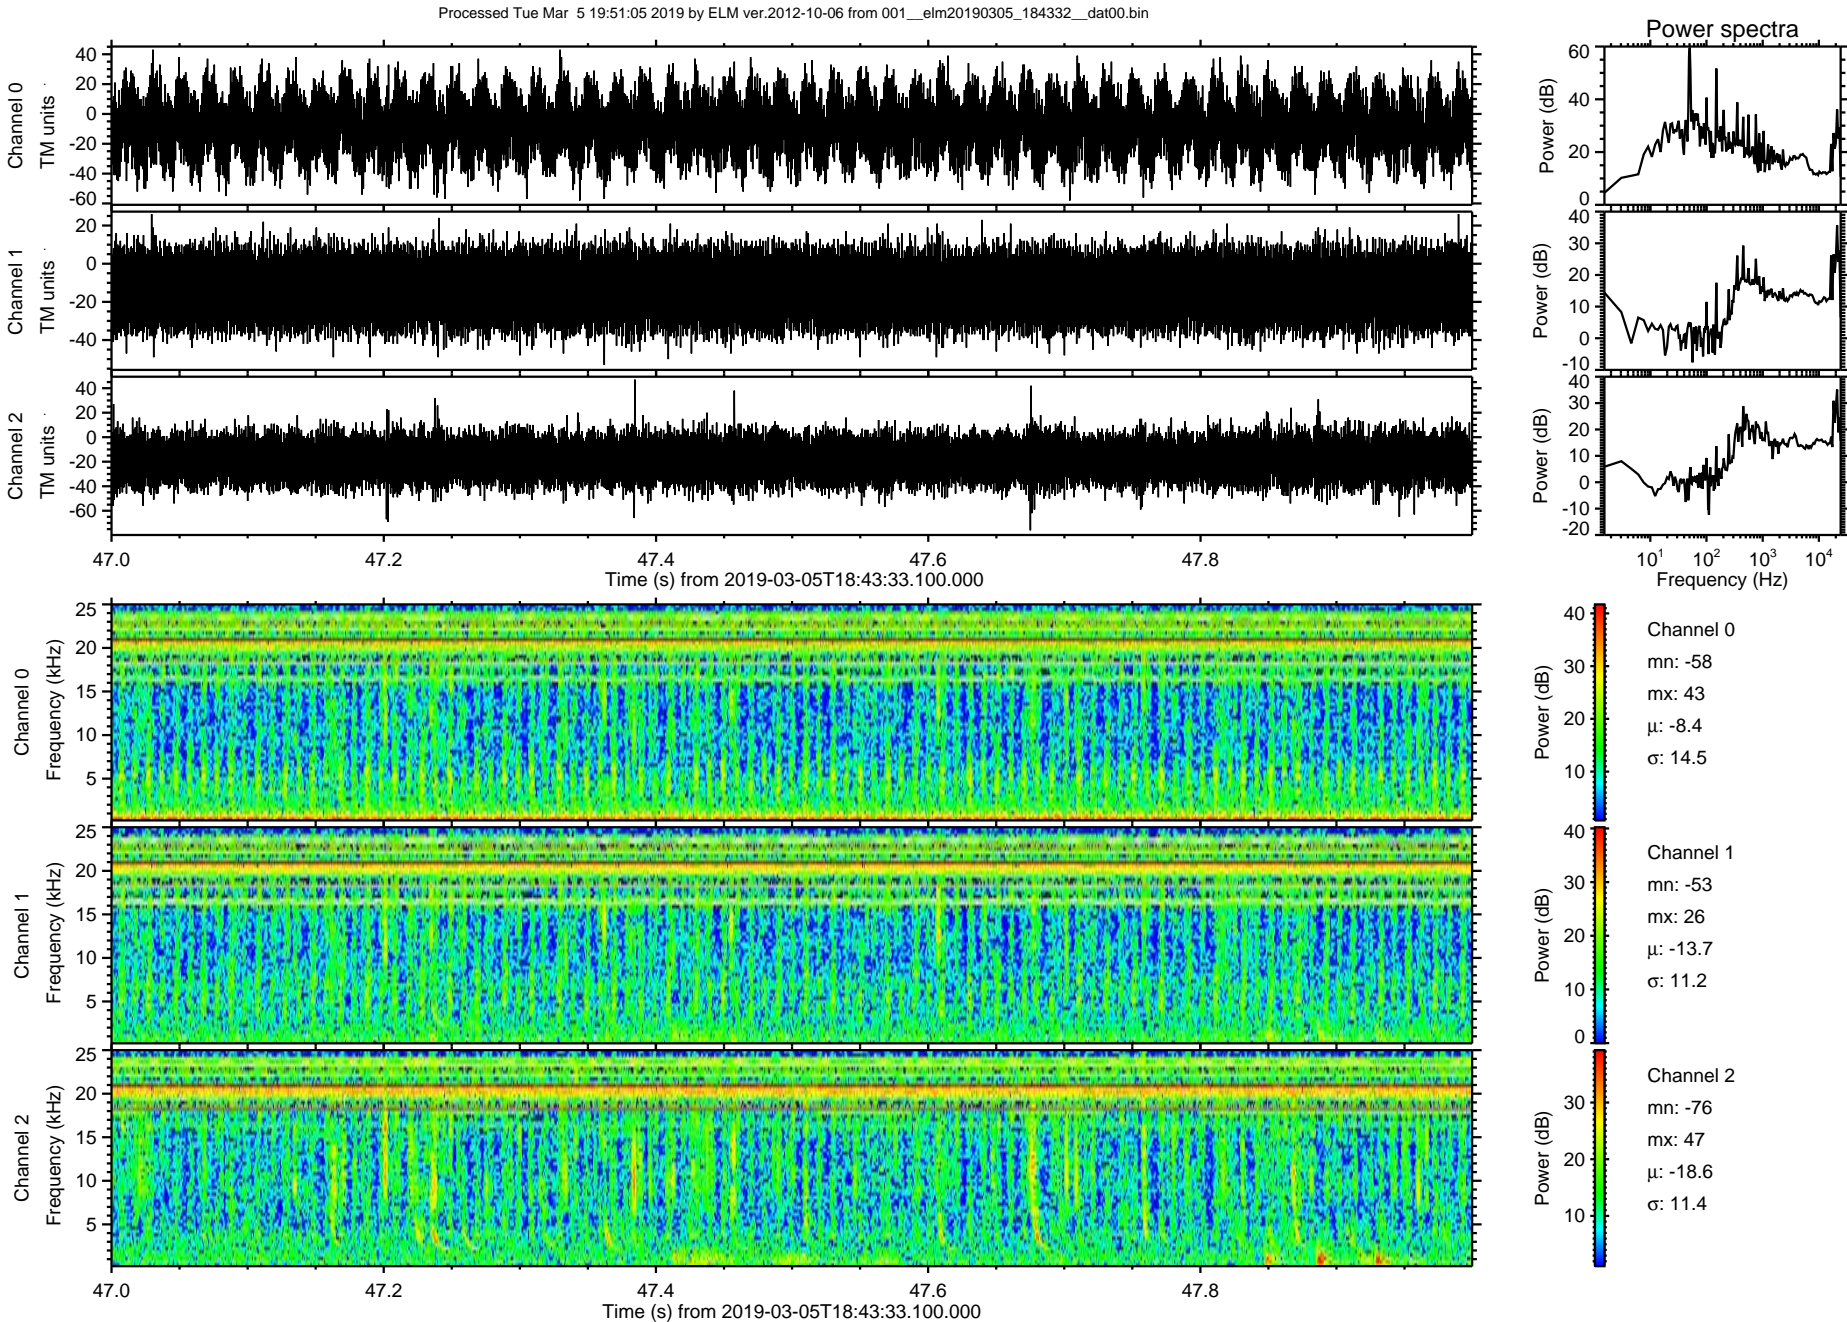 Processed Tue Mar 5 19:51:05 2019 by ELM ver.2012-10-06 from 001__elm20190305_184332__dat00.bin
Power spectra
Channel 0
TM units
40
20
0
-20
-40
-60
Power (dB)
60
40
20
0
Channel 1
TM units
20
0
-20
-40
Power (dB)
40
30
20
10
0
-10
Channel 2
TM units
40
20
0
-20
-40
-60
Power (dB)
40
30
20
10
0
-10
-20
47.0 47.2 47.4 47.6 47.8
Time (s) from 2019-03-05T18:43:33.100.000
10¹ 10² 10³ 10⁴
Frequency (Hz)
Channel 0
Frequency (kHz)
25
20
15
10
5
Power (dB)
40
30
20
10
Channel 0
mn: -58
mx: 43
μ: -8.4
σ: 14.5
Channel 1
Frequency (kHz)
25
20
15
10
5
Power (dB)
40
30
20
10
0
Channel 1
mn: -53
mx: 26
μ: -13.7
σ: 11.2
Channel 2
Frequency (kHz)
25
20
15
10
5
Power (dB)
30
20
10
Channel 2
mn: -76
mx: 47
μ: -18.6
σ: 11.4
47.0 47.2 47.4 47.6 47.8
Time (s) from 2019-03-05T18:43:33.100.000